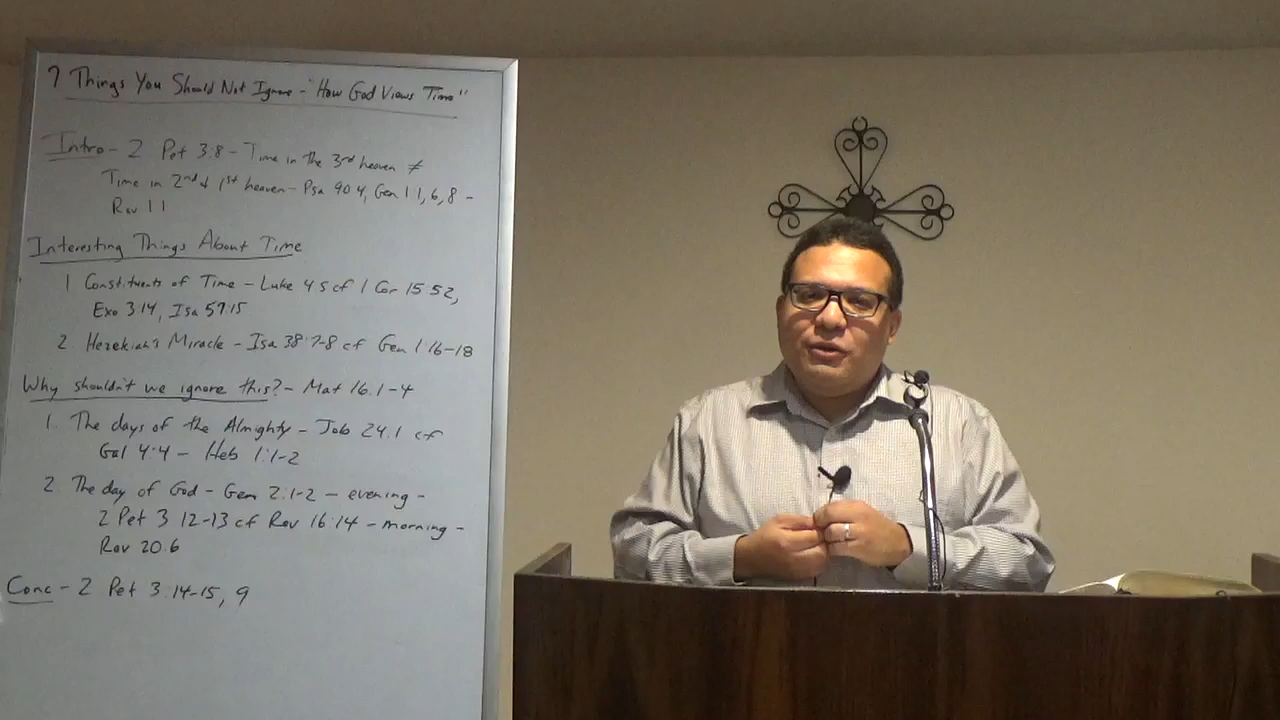 7 Things You Should Not Ignore - "How God Views Time"
Intro - 2 Pet 3:8 - Time in the 3rd heaven ≠
Time in 2nd & 1st heaven - Psa 90 4, Gen 1 1, 6, 8 -
Rev 1 1
Interesting Things About Time
1 Constituents of Time - Luke 4 5 cf 1 Cor 15 52,
Exo 3:14, Isa 57:15
2 Hezekiah's Miracle - Isa 38:7-8 cf Gen 1:16-18
Why shouldn't we ignore this? - Mat 16.1-4
1. The days of the Almighty - Job 24:1 cf
Gal 4:4 - Heb 1:1-2
2 The day of God - Gen 2:1-2 - evening -
2 Pet 3 12-13 cf Rev 16:14 - morning -
Rev 20.6
Conc - 2 Pet 3:14-15, 9